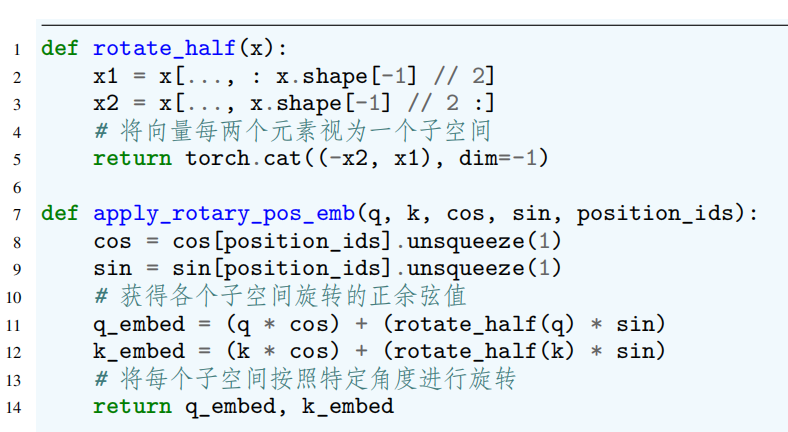 1 def rotate_half(x):
2     x1 = x[..., : x.shape[-1] // 2]
3     x2 = x[..., x.shape[-1] // 2 :]
4     # 将向量每两个元素视为一个子空间
5     return torch.cat((-x2, x1), dim=-1)
6
7 def apply_rotary_pos_emb(q, k, cos, sin, position_ids):
8     cos = cos[position_ids].unsqueeze(1)
9     sin = sin[position_ids].unsqueeze(1)
10     # 获得各个子空间旋转的正余弦值
11     q_embed = (q * cos) + (rotate_half(q) * sin)
12     k_embed = (k * cos) + (rotate_half(k) * sin)
13     # 将每个子空间按照特定角度进行旋转
14     return q_embed, k_embed